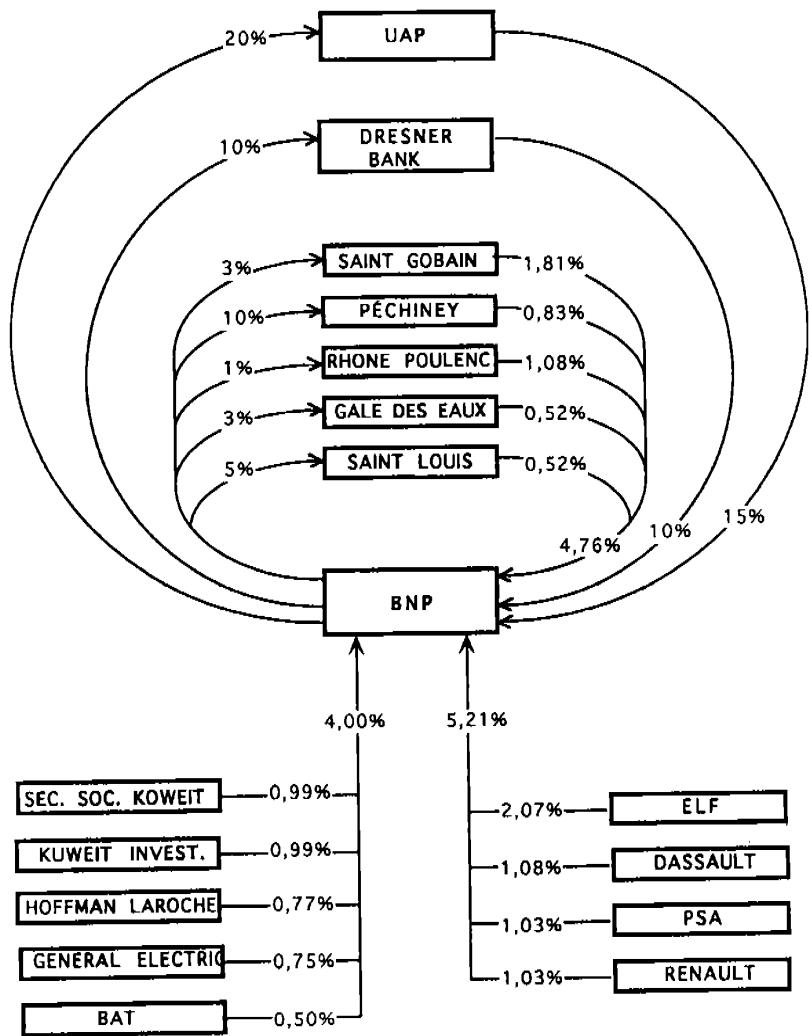 20%
UAP
10%
DRESNER
BANK
3%
SAINT GOBAIN
1,81%
10%
PÉCHINEY
0,83%
1%
RHONE POULENC
1,08%
3%
GALE DES EAUX
0,52%
5%
SAINT LOUIS
0,52%
15%
10%
4,76%
BNP
4,00%
5,21%
SEC. SOC. KOWEIT
0,99%
2,07%
ELF
KUWEIT INVEST.
0,99%
1,08%
DASSAULT
HOFFMAN LAROCHE
0,77%
1,03%
PSA
GENERAL ELECTRIC
0,75%
1,03%
RENAULT
BAT
0,50%